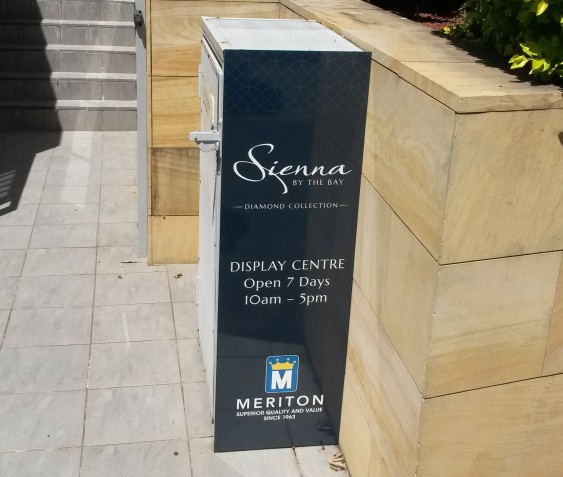 Sienna
BY THE BAY
DIAMOND COLLECTION
DISPLAY CENTRE
Open 7 Days
10am – 5pm
M
MERITON
SUPERIOR QUALITY AND VALUE
SINCE 1963